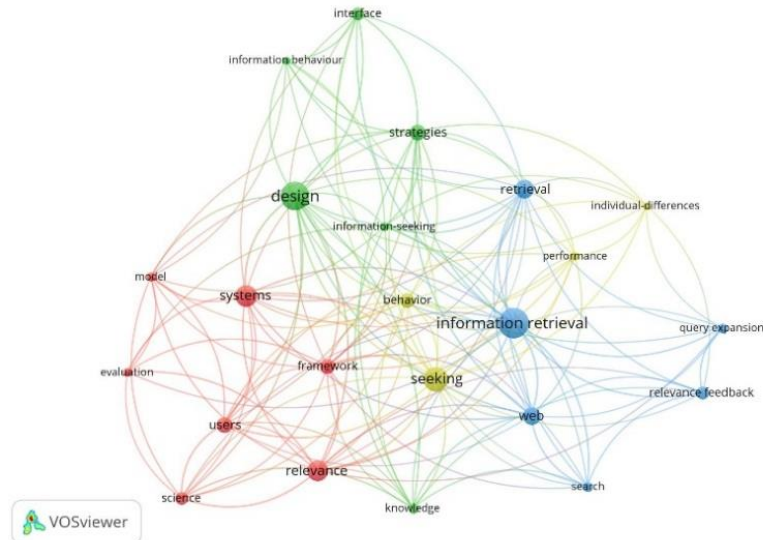 interface
information behaviour
strategies
design
retrieval
individual-differences
information-seeking
performance
model
systems
behavior
information retrieval
query expansion
evaluation
framework
seeking
relevance feedback
users
web
relevance
science
search
knowledge
VOSviewer